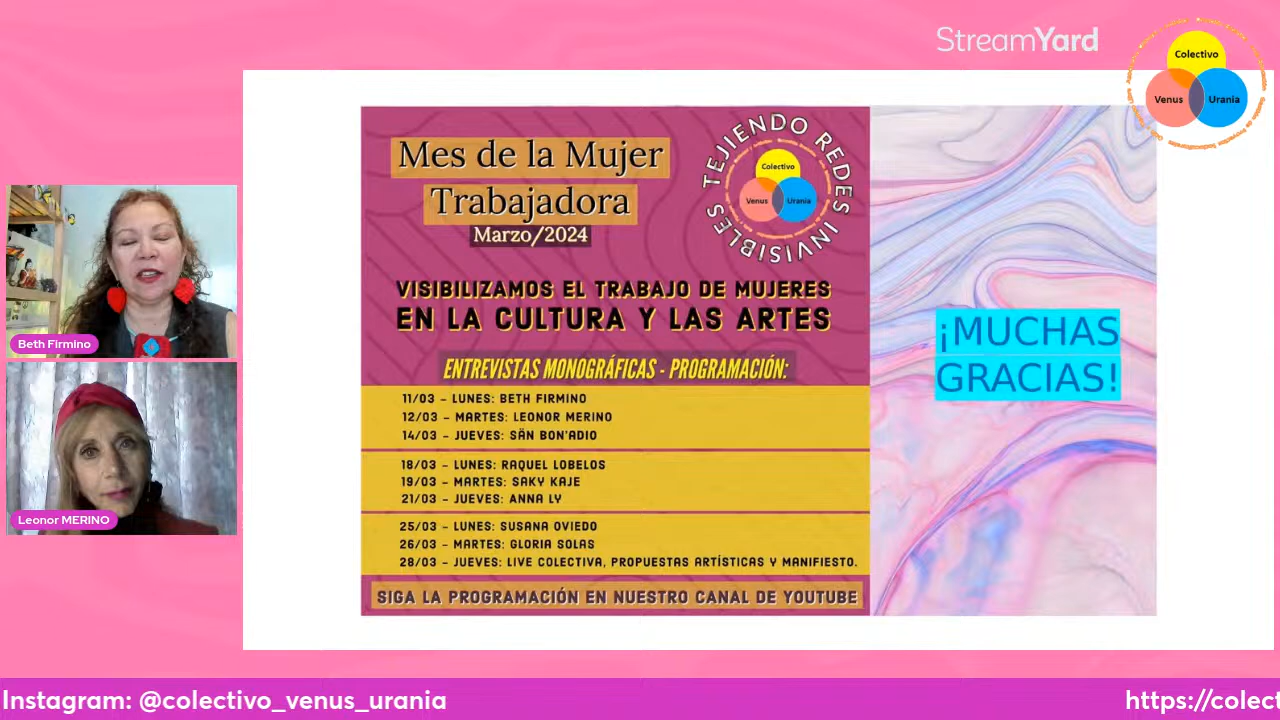 StreamYard
Colectivo
Venus
Urania
Mes de la Mujer
Trabajadora
Marzo/2024
TEJIENDO REDES INVISIBLES
Colectivo
Venus
Urania
VISIBILIZAMOS EL TRABAJO DE MUJERES
EN LA CULTURA Y LAS ARTES
ENTREVISTAS MONOGRÁFICAS - PROGRAMACIÓN:
11/03 – LUNES: BETH FIRMINO
12/03 – MARTES: LEONOR MERINO
14/03 – JUEVES: SÄN BON'ADIO
18/03 – LUNES: RAQUEL LOBELOS
19/03 – MARTES: SAKY KAJE
21/03 – JUEVES: ANNA LY
25/03 – LUNES: SUSANA OVIEDO
26/03 – MARTES: GLORIA SOLAS
28/03 – JUEVES: LIVE COLECTIVA, PROPUESTAS ARTÍSTICAS Y MANIFIESTO.
SIGA LA PROGRAMACIÓN EN NUESTRO CANAL DE YOUTUBE
¡MUCHAS
GRACIAS!
Beth Firmino
Leonor MERINO
Instagram: @colectivo_venus_urania
https://colect